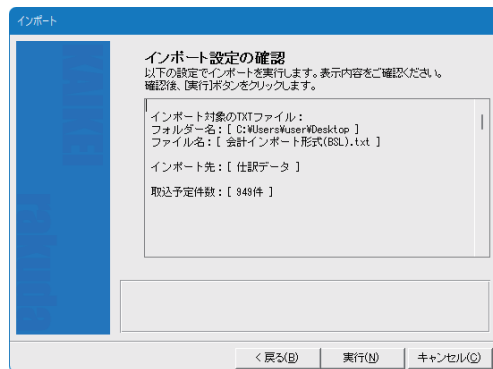 インポート
インポート設定の確認
以下の設定でインポートを実行します。表示内容をご確認ください。
確認後、[実行]ボタンをクリックします。
インポート対象のTXTファイル:
フォルダー名:[ C:¥Users¥user¥Desktop ]
ファイル名:[ 会計インポート形式(BSL).txt ]
インポート先:[ 仕訳データ ]
取込予定件数:[ 949件 ]
KAIKEI
rakuda
< 戻る(B)
実行(N)
キャンセル(C)